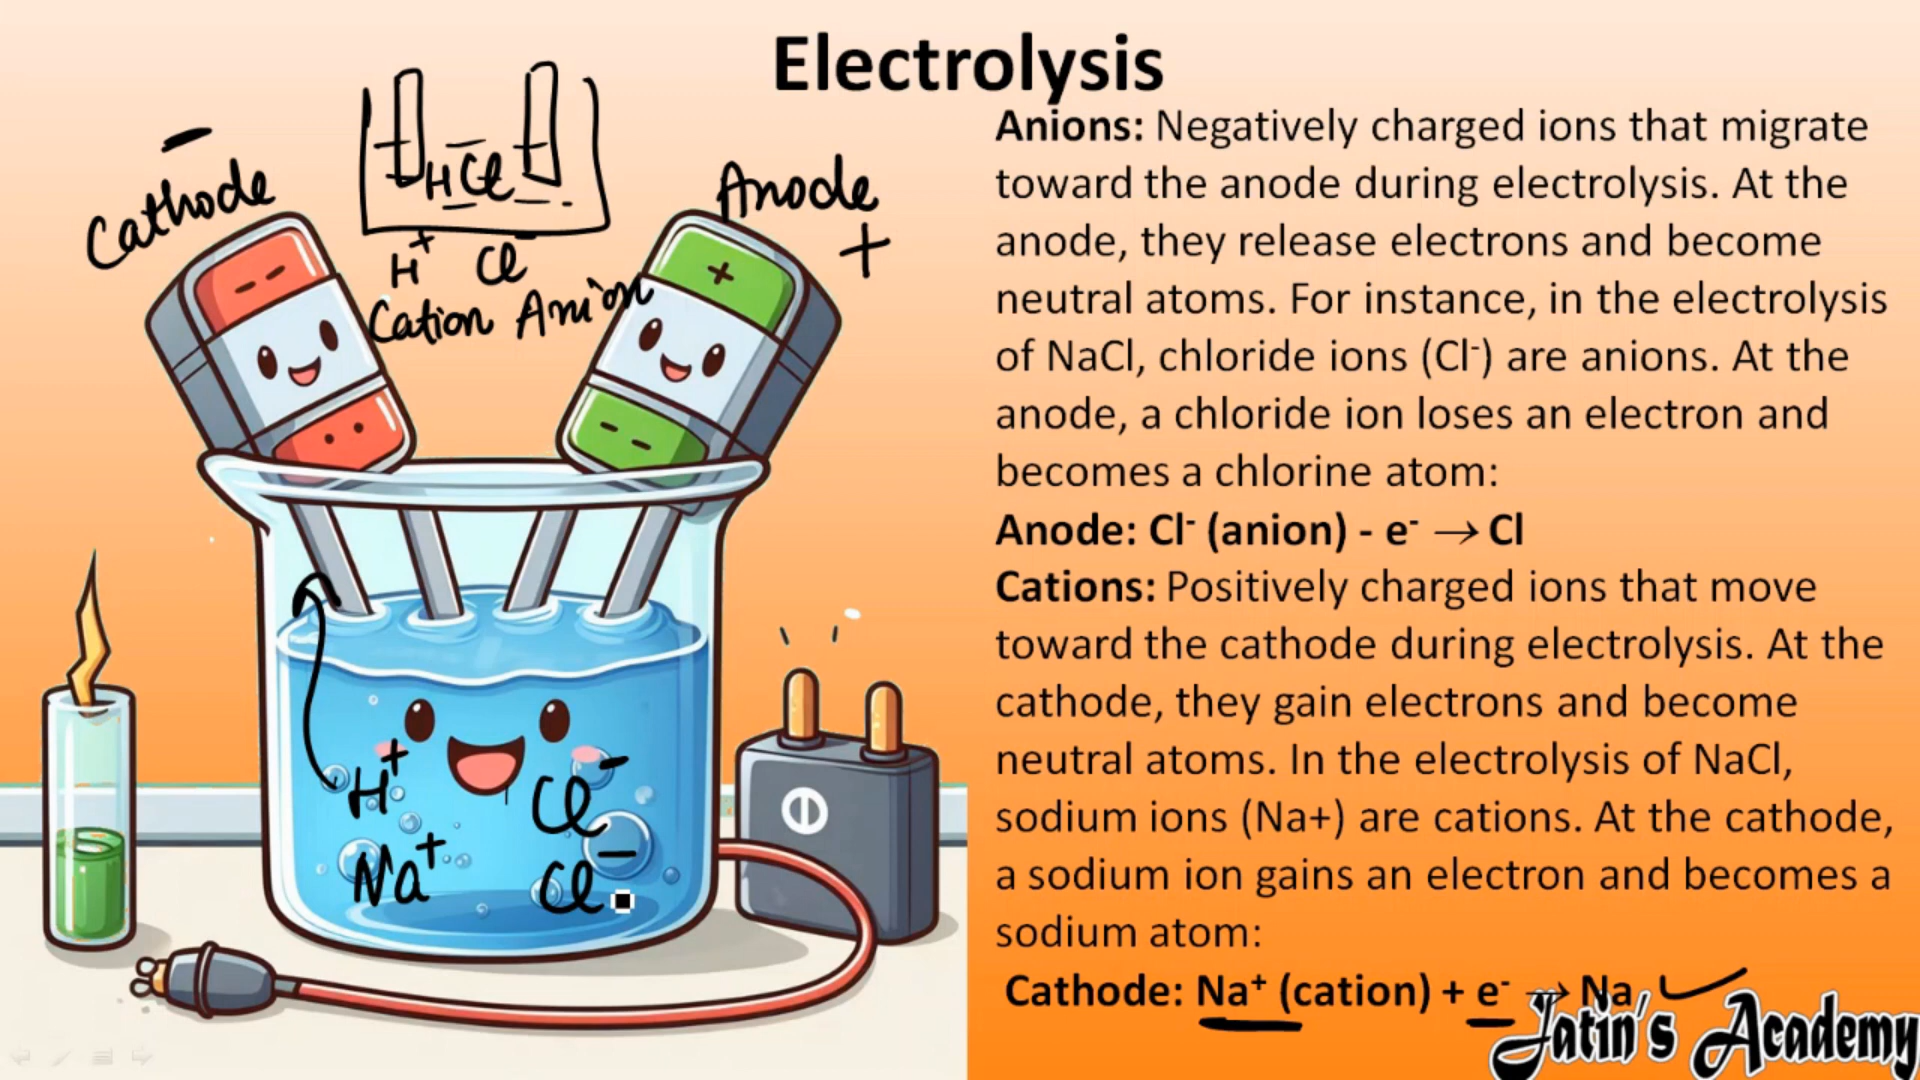 Electrolysis
Anions: Negatively charged ions that migrate
toward the anode during electrolysis. At the
anode, they release electrons and become
neutral atoms. For instance, in the electrolysis
of NaCl, chloride ions (Cl⁻) are anions. At the
anode, a chloride ion loses an electron and
becomes a chlorine atom:
Anode: Cl⁻ (anion) - e⁻ → Cl
Cations: Positively charged ions that move
toward the cathode during electrolysis. At the
cathode, they gain electrons and become
neutral atoms. In the electrolysis of NaCl,
sodium ions (Na+) are cations. At the cathode,
a sodium ion gains an electron and becomes a
sodium atom:
Cathode: Na⁺ (cation) + e⁻ → Na
Jatin's Academy
−
Cathode
HCl
Anode
+
H⁺ Cl⁻
Cation Anion
H⁺ Cl⁻
Na⁺ Cl⁻